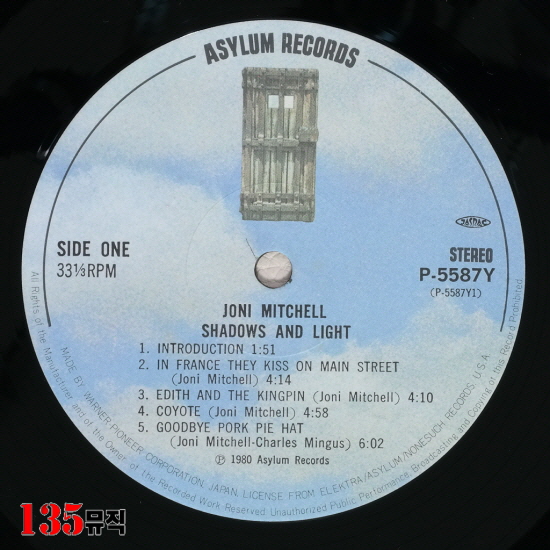 ASYLUM RECORDS
JASRAC
SIDE ONE
33⅓RPM
STEREO
P-5587Y
(P-5587Y1)
JONI MITCHELL
SHADOWS AND LIGHT
1. INTRODUCTION 1:51
2. IN FRANCE THEY KISS ON MAIN STREET
(Joni Mitchell) 4:14
3. EDITH AND THE KINGPIN (Joni Mitchell) 4:10
4. COYOTE (Joni Mitchell) 4:58
5. GOODBYE PORK PIE HAT
(Joni Mitchell-Charles Mingus) 6:02
Ⓟ 1980 Asylum Records
MADE BY WARNER-PIONEER CORPORATION, JAPAN. LICENSE FROM ELEKTRA/ASYLUM/NONESUCH RECORDS, U.S.A.
All Rights of the Manufacturer and of the Owner of the Recorded Work Reserved Unauthorized Public Performance, Broadcasting and Copying of this Record Prohibited
135뮤직